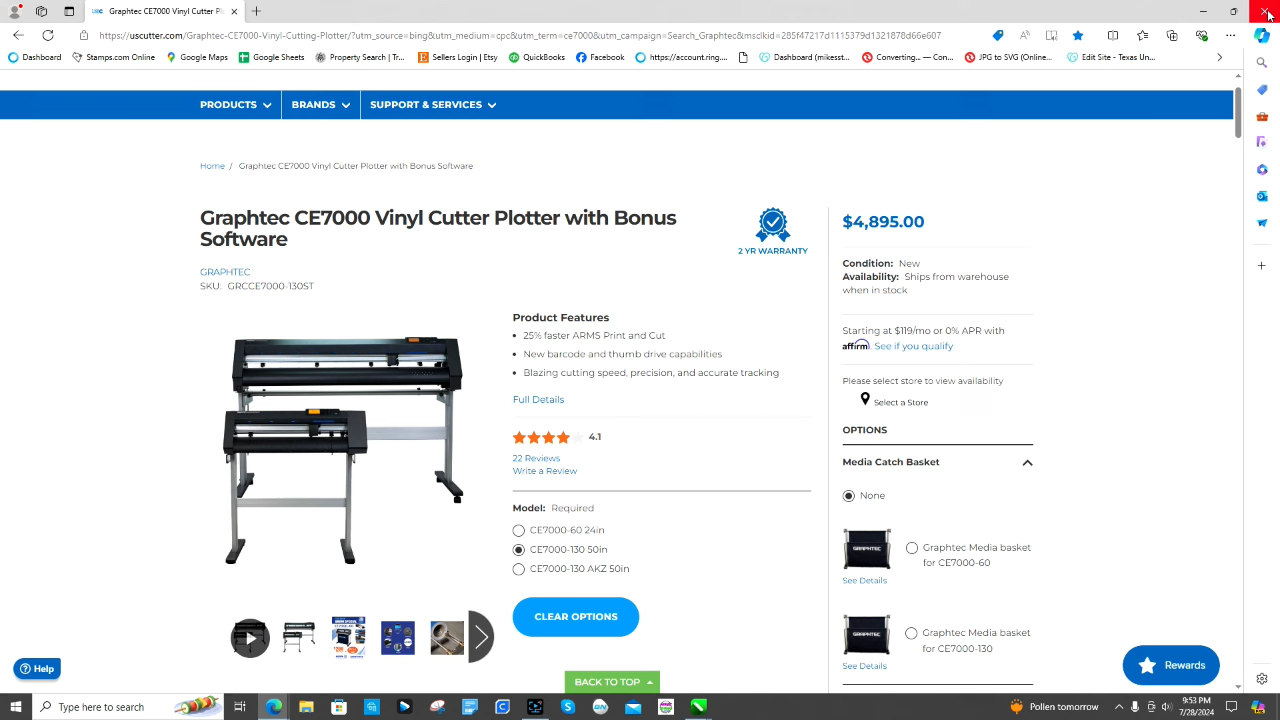 Graphtec CE7000 Vinyl Cutter Pl
https://uscutter.com/Graphtec-CE7000-Vinyl-Cutting-Plotter/?utm_source=bing&utm_medium=cpc&utm_term=ce7000&utm_campaign=Search_Graphtec&msclkid=285f47217d1115379d1321878d66e607
Dashboard
Stamps.com Online
Google Maps
Google Sheets
Property Search | Tr...
Sellers Login | Etsy
QuickBooks
Facebook
https://account.ring....
Dashboard (mikesst...
Converting... — Con...
JPG to SVG (Online...
Edit Site - Texas Un...
PRODUCTS
BRANDS
SUPPORT & SERVICES
Home / Graphtec CE7000 Vinyl Cutter Plotter with Bonus Software
Graphtec CE7000 Vinyl Cutter Plotter with Bonus
Software
2 YR WARRANTY
GRAPHTEC
SKU: GRCCE7000-130ST
Product Features
25% faster ARMS Print and Cut
New barcode and thumb drive capabilities
Blazing cutting speed, precision, and accurate tracking
Full Details
4.1
22 Reviews
Write a Review
Model: Required
CE7000-60 24in
CE7000-130 50in
CE7000-130 AKZ 50in
CLEAR OPTIONS
BACK TO TOP
$4,895.00
Condition: New
Availability: Ships from warehouse
when in stock
Starting at $119/mo or 0% APR with
affirm. See if you qualify
Please select store to view availability
Select a Store
OPTIONS
Media Catch Basket
None
GRAPHTEC
Graphtec Media basket
for CE7000-60
See Details
GRAPHTEC
Graphtec Media basket
for CE7000-130
See Details
Help
Rewards
Type here to search
Pollen tomorrow
9:53 PM
7/28/2024